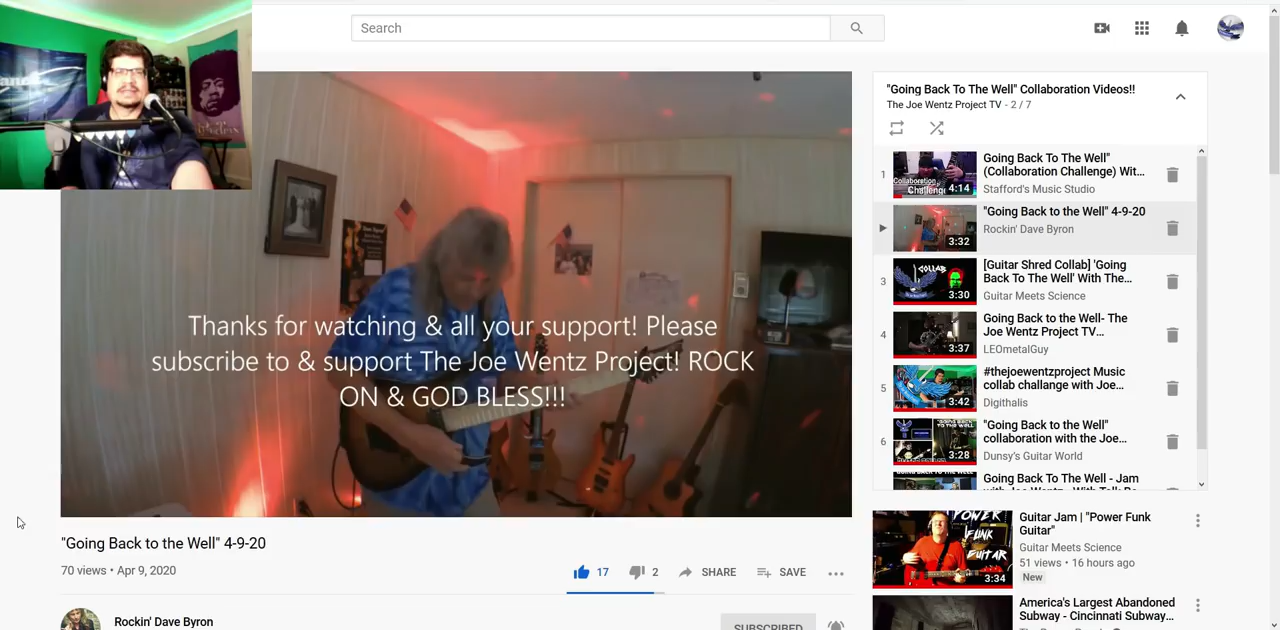 Search
Thanks for watching & all your support! Please
subscribe to & support The Joe Wentz Project! ROCK
ON & GOD BLESS!!!
"Going Back to the Well" 4-9-20
70 views • Apr 9, 2020
17
2
SHARE
SAVE
Rockin' Dave Byron
SUBSCRIBED
"Going Back To The Well" Collaboration Videos!!
The Joe Wentz Project TV - 2 / 7
1
4:14
Going Back To The Well"
(Collaboration Challenge) Wit...
Stafford's Music Studio
3:32
"Going Back to the Well" 4-9-20
Rockin' Dave Byron
3
COLLAB
3:30
[Guitar Shred Collab] 'Going
Back To The Well' With The...
Guitar Meets Science
4
3:37
Going Back to the Well- The
Joe Wentz Project TV...
LEOmetalGuy
5
3:42
#thejoewentzproject Music
collab challange with Joe...
Digithalis
6
3:28
"Going Back to the Well"
collaboration with the Joe...
Dunsy's Guitar World
Going Back To The Well - Jam
POWER
FUNK
GUITAR
3:34
Guitar Jam | "Power Funk
Guitar"
Guitar Meets Science
51 views • 16 hours ago
New
America's Largest Abandoned
Subway - Cincinnati Subway...